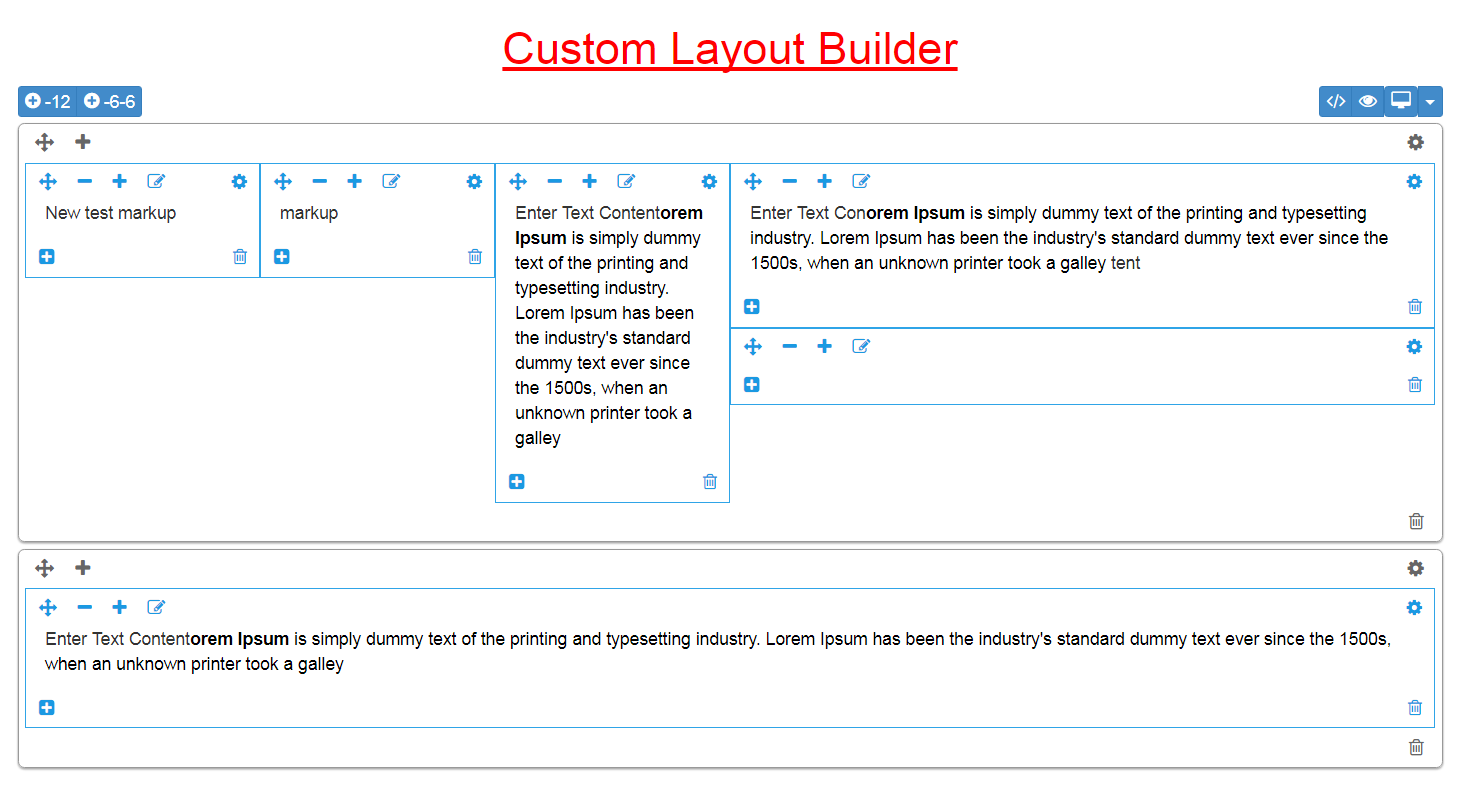 Custom Layout Builder
-12 -6-6
New test markup
markup
Enter Text Contentorem
Ipsum is simply dummy
text of the printing and
typesetting industry.
Lorem Ipsum has been
the industry's standard
dummy text ever since
the 1500s, when an
unknown printer took a
galley
Enter Text Conorem Ipsum is simply dummy text of the printing and typesetting
industry. Lorem Ipsum has been the industry's standard dummy text ever since the
1500s, when an unknown printer took a galley tent
Enter Text Contentorem Ipsum is simply dummy text of the printing and typesetting industry. Lorem Ipsum has been the industry's standard dummy text ever since the 1500s,
when an unknown printer took a galley